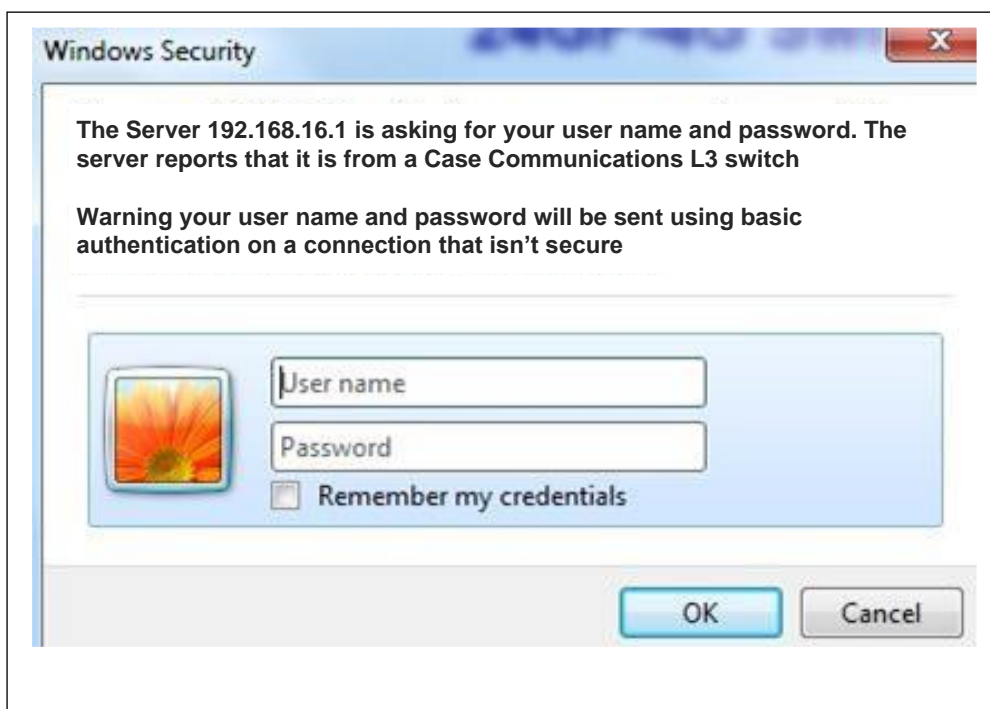 Windows Security
The Server 192.168.16.1 is asking for your user name and password. The
server reports that it is from a Case Communications L3 switch
Warning your user name and password will be sent using basic
authentication on a connection that isn't secure
User name
Password
Remember my credentials
OK Cancel